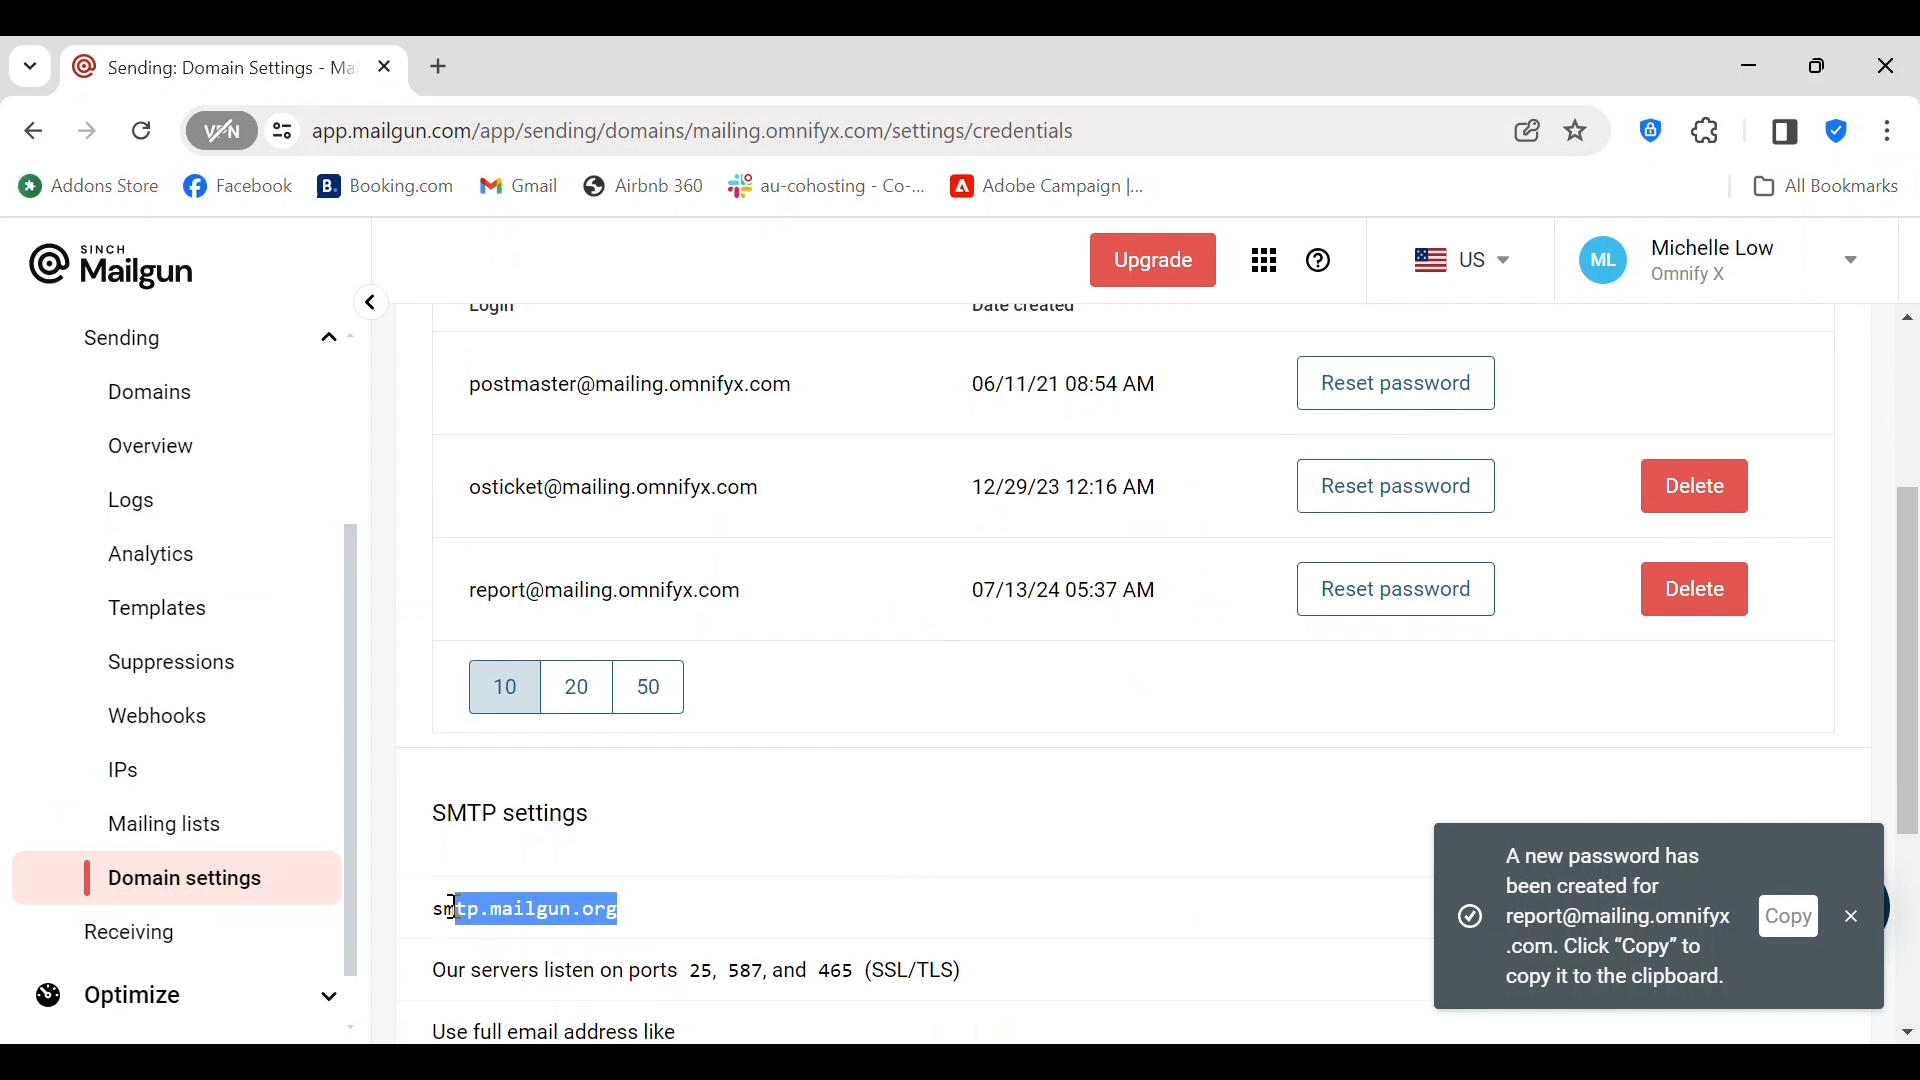 Sending: Domain Settings - Mai
VPN
app.mailgun.com/app/sending/domains/mailing.omnifyx.com/settings/credentials
Addons Store
Facebook
B.
Booking.com
Gmail
Airbnb 360
au-cohosting - Co-...
Adobe Campaign |...
All Bookmarks
SINCH
Mailgun
Upgrade
US
ML
Michelle Low
Omnify X
Sending
Domains
Overview
Logs
Analytics
Templates
Suppressions
Webhooks
IPs
Mailing lists
Domain settings
Receiving
Optimize
Login Date created
postmaster@mailing.omnifyx.com 06/11/21 08:54 AM Reset password
osticket@mailing.omnifyx.com 12/29/23 12:16 AM Reset password Delete
report@mailing.omnifyx.com 07/13/24 05:37 AM Reset password Delete
10 20 50
SMTP settings
smtp.mailgun.org
Our servers listen on ports 25, 587, and 465 (SSL/TLS)
Use full email address like
A new password has
been created for
report@mailing.omnifyx
.com. Click “Copy” to
copy it to the clipboard.
Copy